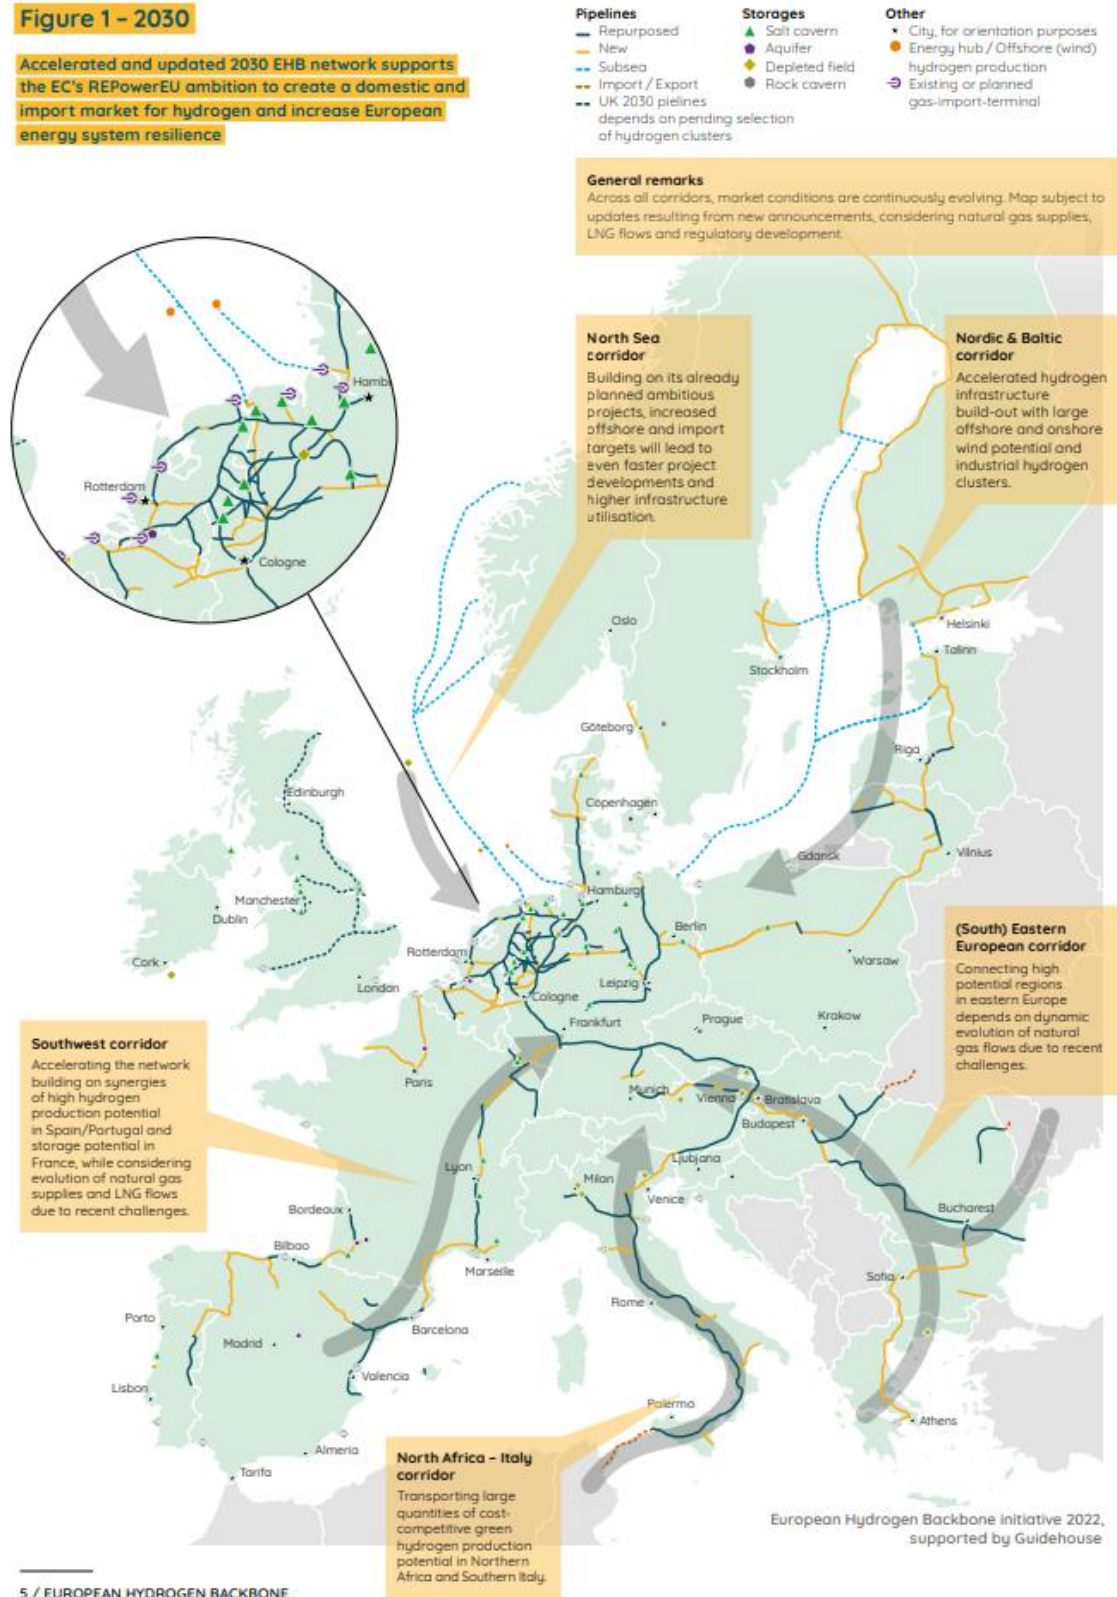 Figure 1 – 2030
Accelerated and updated 2030 EHB network supports
the EC's REPowerEU ambition to create a domestic and
import market for hydrogen and increase European
energy system resilience
Pipelines
Repurposed
New
Subsea
Import / Export
UK 2030 pielines
depends on pending selection
of hydrogen clusters
Storages
Salt cavern
Aquifer
Depleted field
Rock cavern
Other
City, for orientation purposes
Energy hub / Offshore (wind)
hydrogen production
Existing or planned
gas-import-terminal
General remarks
Across all corridors, market conditions are continuously evolving. Map subject to
updates resulting from new announcements, considering natural gas supplies,
LNG flows and regulatory development.
North Sea
corridor
Building on its already
planned ambitious
projects, increased
offshore and import
targets will lead to
even faster project
developments and
higher infrastructure
utilisation.
Nordic & Baltic
corridor
Accelerated hydrogen
infrastructure
build-out with large
offshore and onshore
wind potential and
industrial hydrogen
clusters.
Hamb
Rotterdam
Cologne
Oslo
Helsinki
Tallinn
Stockholm
Göteborg
Riga
Edinburgh
Copenhagen
Gdansk
Vilnius
Hamburg
Manchester
Dublin
Berlin
Rotterdam
Warsaw
Cork
London
Leipzig
Cologne
Frankfurt
Prague
Krakow
(South) Eastern
European corridor
Connecting high
potential regions
in eastern Europe
depends on dynamic
evolution of natural
gas flows due to recent
challenges.
Southwest corridor
Accelerating the network
building on synergies
of high hydrogen
production potential
in Spain/Portugal and
storage potential in
France, while considering
evolution of natural gas
supplies and LNG flows
due to recent challenges.
Paris
Munich
Vienna
Bratislava
Budapest
Lyon
Ljubjana
Milan
Venice
Bordeaux
Bucharest
Bilbao
Marseille
Sofia
Rome
Porto
Madrid
Barcelona
Valencia
Lisbon
Palermo
Athens
Almeria
Tarifa
North Africa – Italy
corridor
Transporting large
quantities of cost-
competitive green
hydrogen production
potential in Northern
Africa and Southern Italy.
European Hydrogen Backbone initiative 2022,
supported by Guidehouse
5 / EUROPEAN HYDROGEN BACKBONE